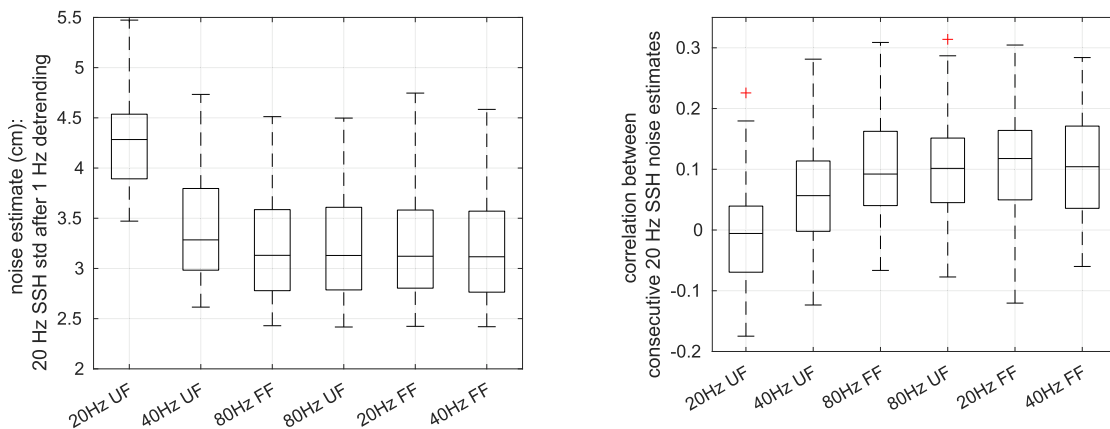 noise estimate (cm):
20 Hz SSH std after 1 Hz detrending
5.5
5
4.5
4
3.5
3
2.5
2
20Hz UF
40Hz UF
80Hz FF
80Hz UF
20Hz FF
40Hz FF
correlation between
consecutive 20 Hz SSH noise estimates
0.3
0.2
0.1
0
-0.1
-0.2
20Hz UF
40Hz UF
80Hz FF
80Hz UF
20Hz FF
40Hz FF